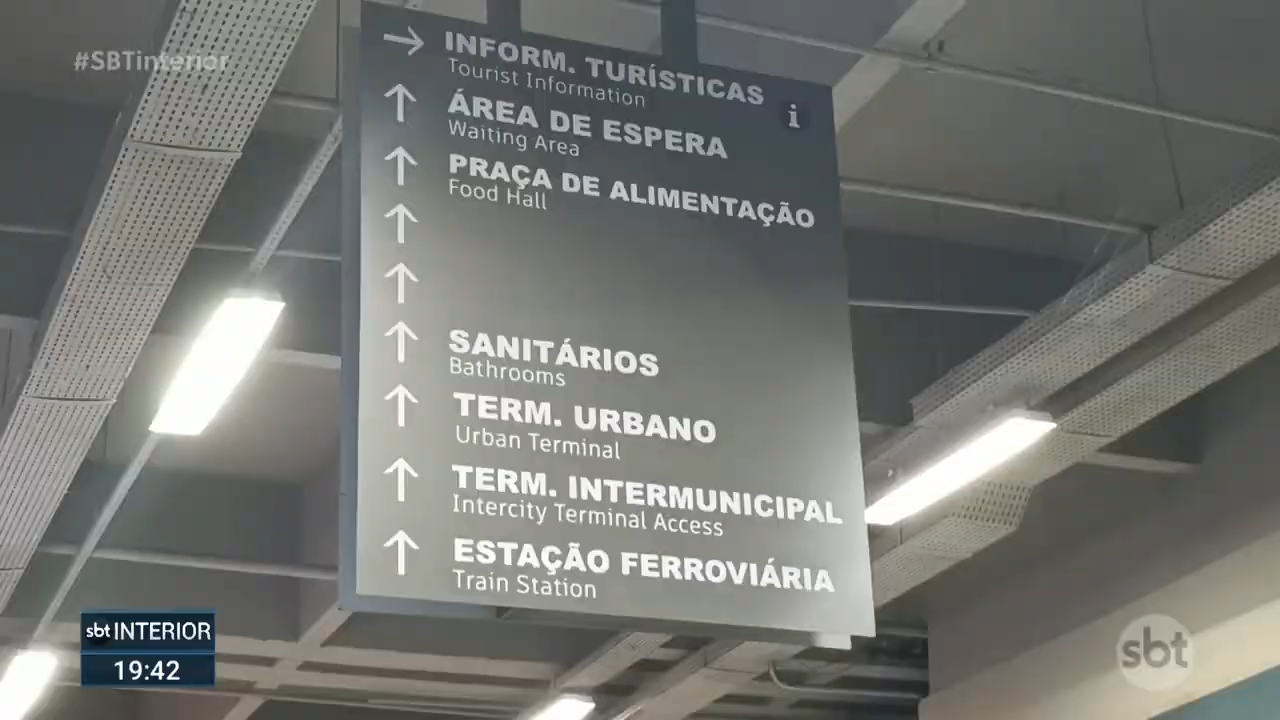 #SBTinterior
INFORM. TURÍSTICAS
Tourist Information
i
ÁREA DE ESPERA
Waiting Area
PRAÇA DE ALIMENTAÇÃO
Food Hall
SANITÁRIOS
Bathrooms
TERM. URBANO
Urban Terminal
TERM. INTERMUNICIPAL
Intercity Terminal Access
ESTAÇÃO FERROVIÁRIA
Train Station
sbt INTERIOR
19:42
sbt